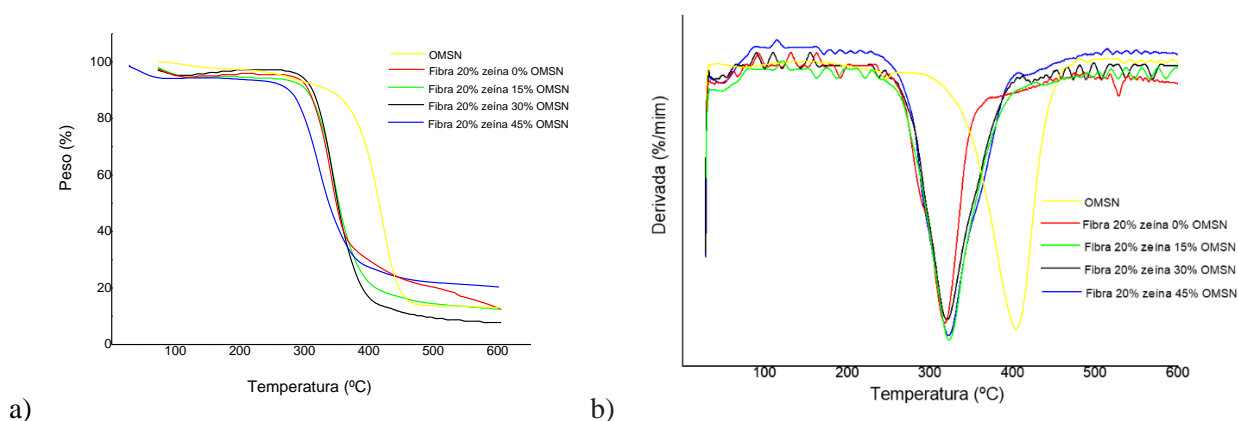 100
80
60
40
20
0
Peso (%)
OMSN
Fibra 20% zeína 0% OMSN
Fibra 20% zeína 15% OMSN
Fibra 20% zeína 30% OMSN
Fibra 20% zeína 45% OMSN
100 200 300 400 500 600
Temperatura (ºC)
a)
Derivada (%/mim)
OMSN
Fibra 20% zeína 0% OMSN
Fibra 20% zeína 15% OMSN
Fibra 20% zeína 30% OMSN
Fibra 20% zeína 45% OMSN
100 200 300 400 500 600
Temperatura (ºC)
b)